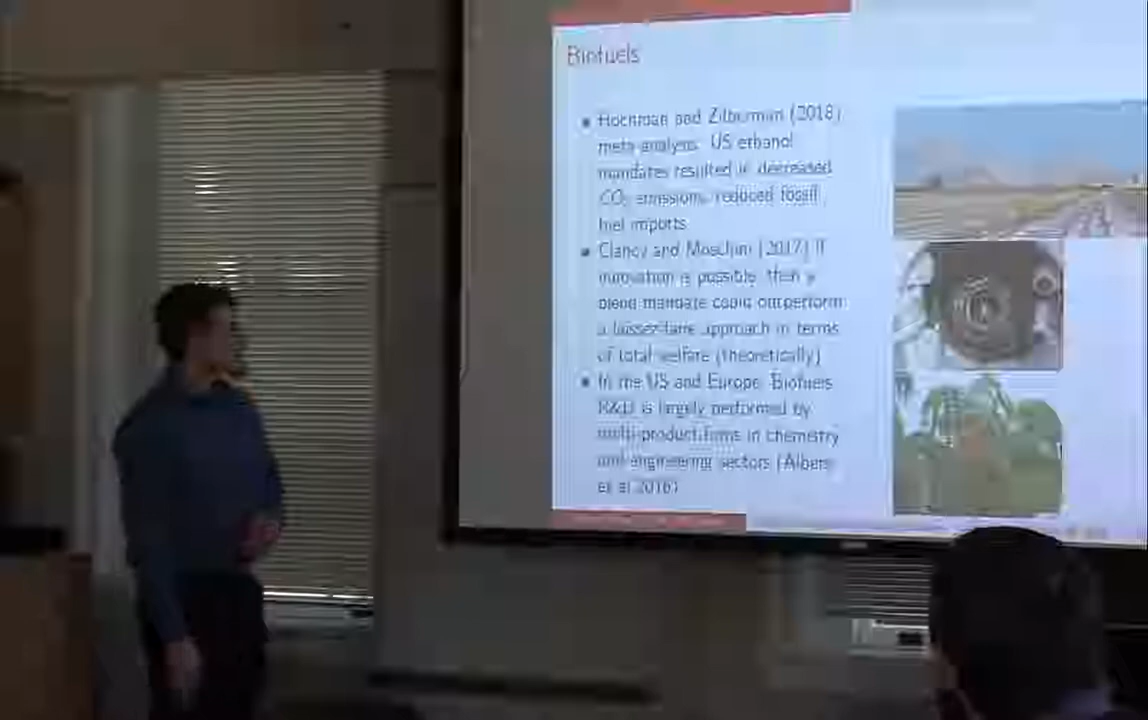 Biofuels
Hochman and Zilberman (2018)
meta-analysis: US ethanol
mandates resulted in decreased
CO2 emissions, reduced fossil
fuel imports
Clancy and Moschini (2017) If
innovation is possible, then a
blend mandate could outperform
a laissez-faire approach in terms
of total welfare (theoretically)
In the US and Europe, Biofuels
R&D is largely performed by
multi-product firms in chemistry
and engineering sectors (Albers
et al 2016)